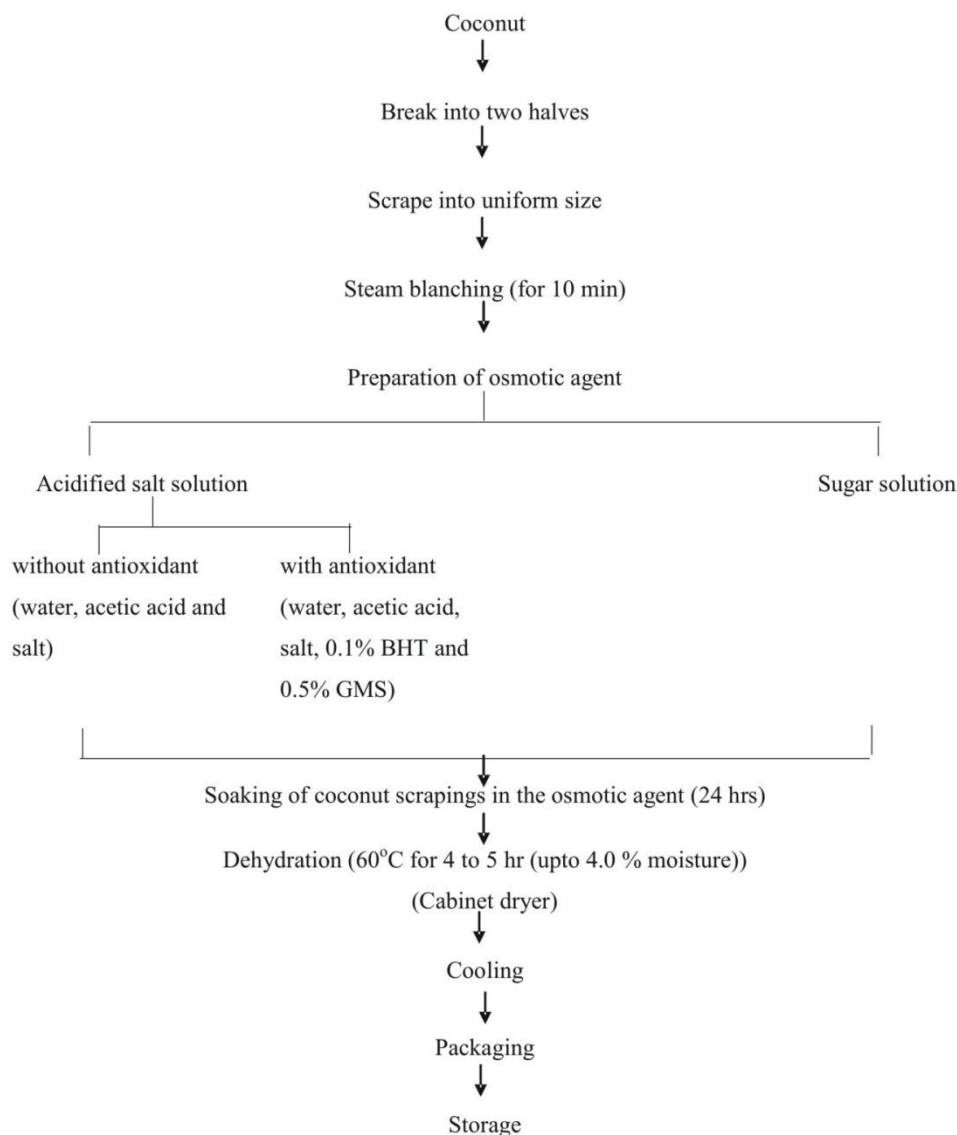 Coconut
Break into two halves
Scrape into uniform size
Steam blanching (for 10 min)
Preparation of osmotic agent
Acidified salt solution
Sugar solution
without antioxidant
(water, acetic acid and
salt)
with antioxidant
(water, acetic acid,
salt, 0.1% BHT and
0.5% GMS)
Soaking of coconut scrapings in the osmotic agent (24 hrs)
Dehydration (60°C for 4 to 5 hr (upto 4.0 % moisture))
(Cabinet dryer)
Cooling
Packaging
Storage